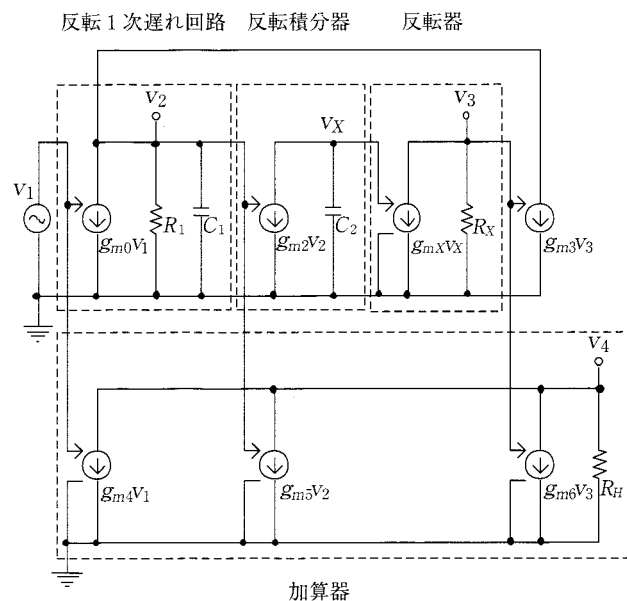 反転1次遅れ回路 反転積分器 反転器
V2 VX V3
V1
gm0V1 R1 C1 gm2V2 C2 gmXVX RX gm3V3
V4
gm4V1 gm5V2 gm6V3 RH
加算器